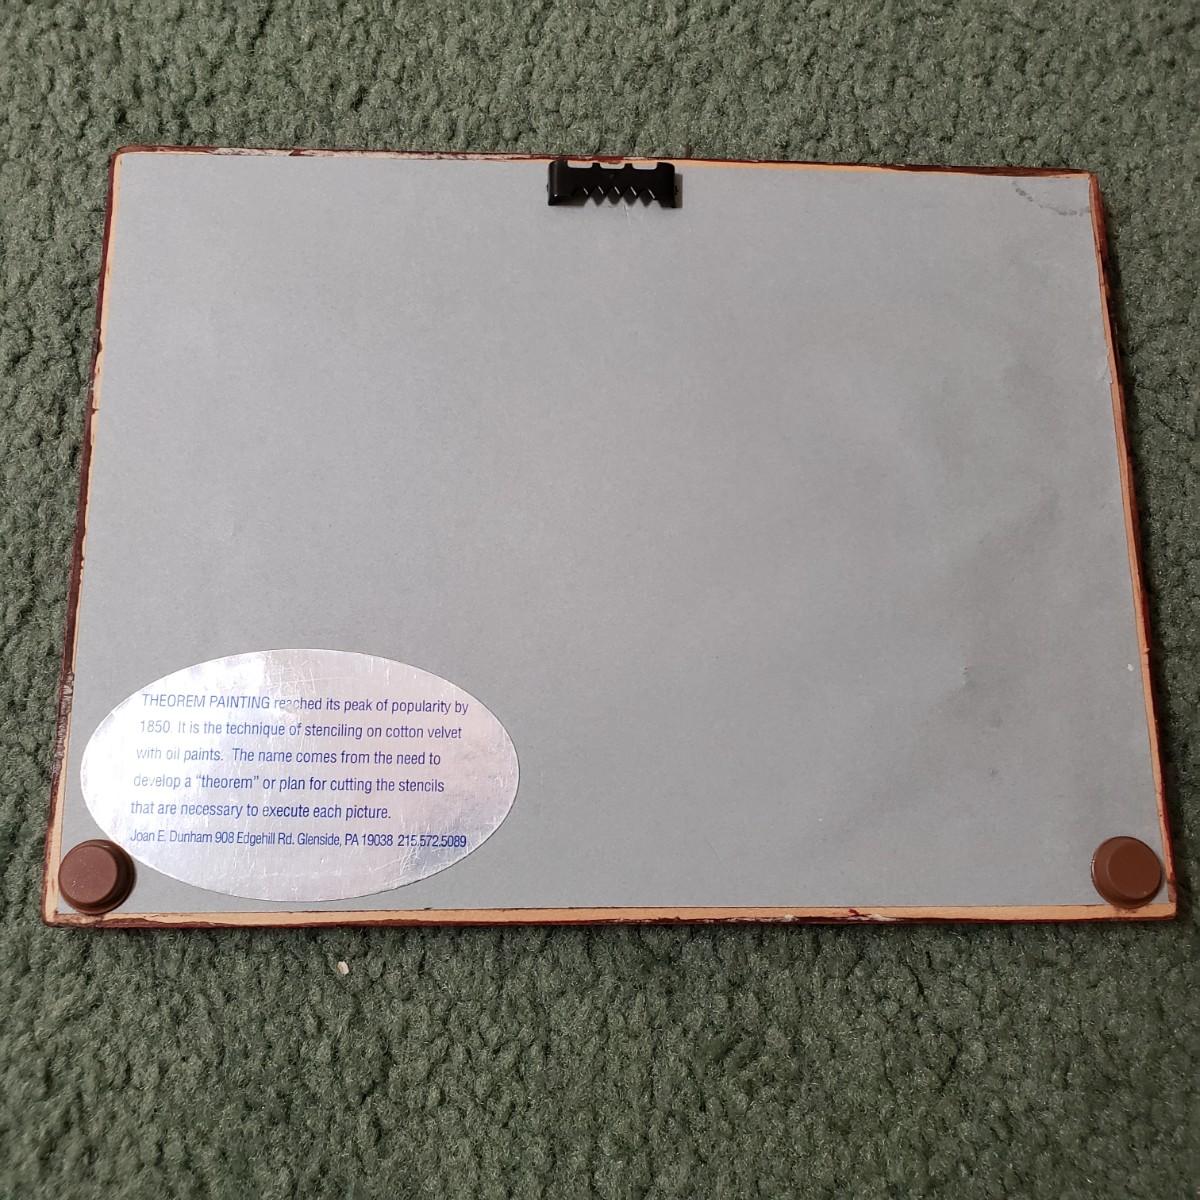 THEOREM PAINTING reached its peak of popularity by
1850. It is the technique of stenciling on cotton velvet
with oil paints. The name comes from the need to
develop a "theorem" or plan for cutting the stencils
that are necessary to execute each picture.
Joan E. Dunham 908 Edgehill Rd. Glenside, PA 19038 215.572.5089